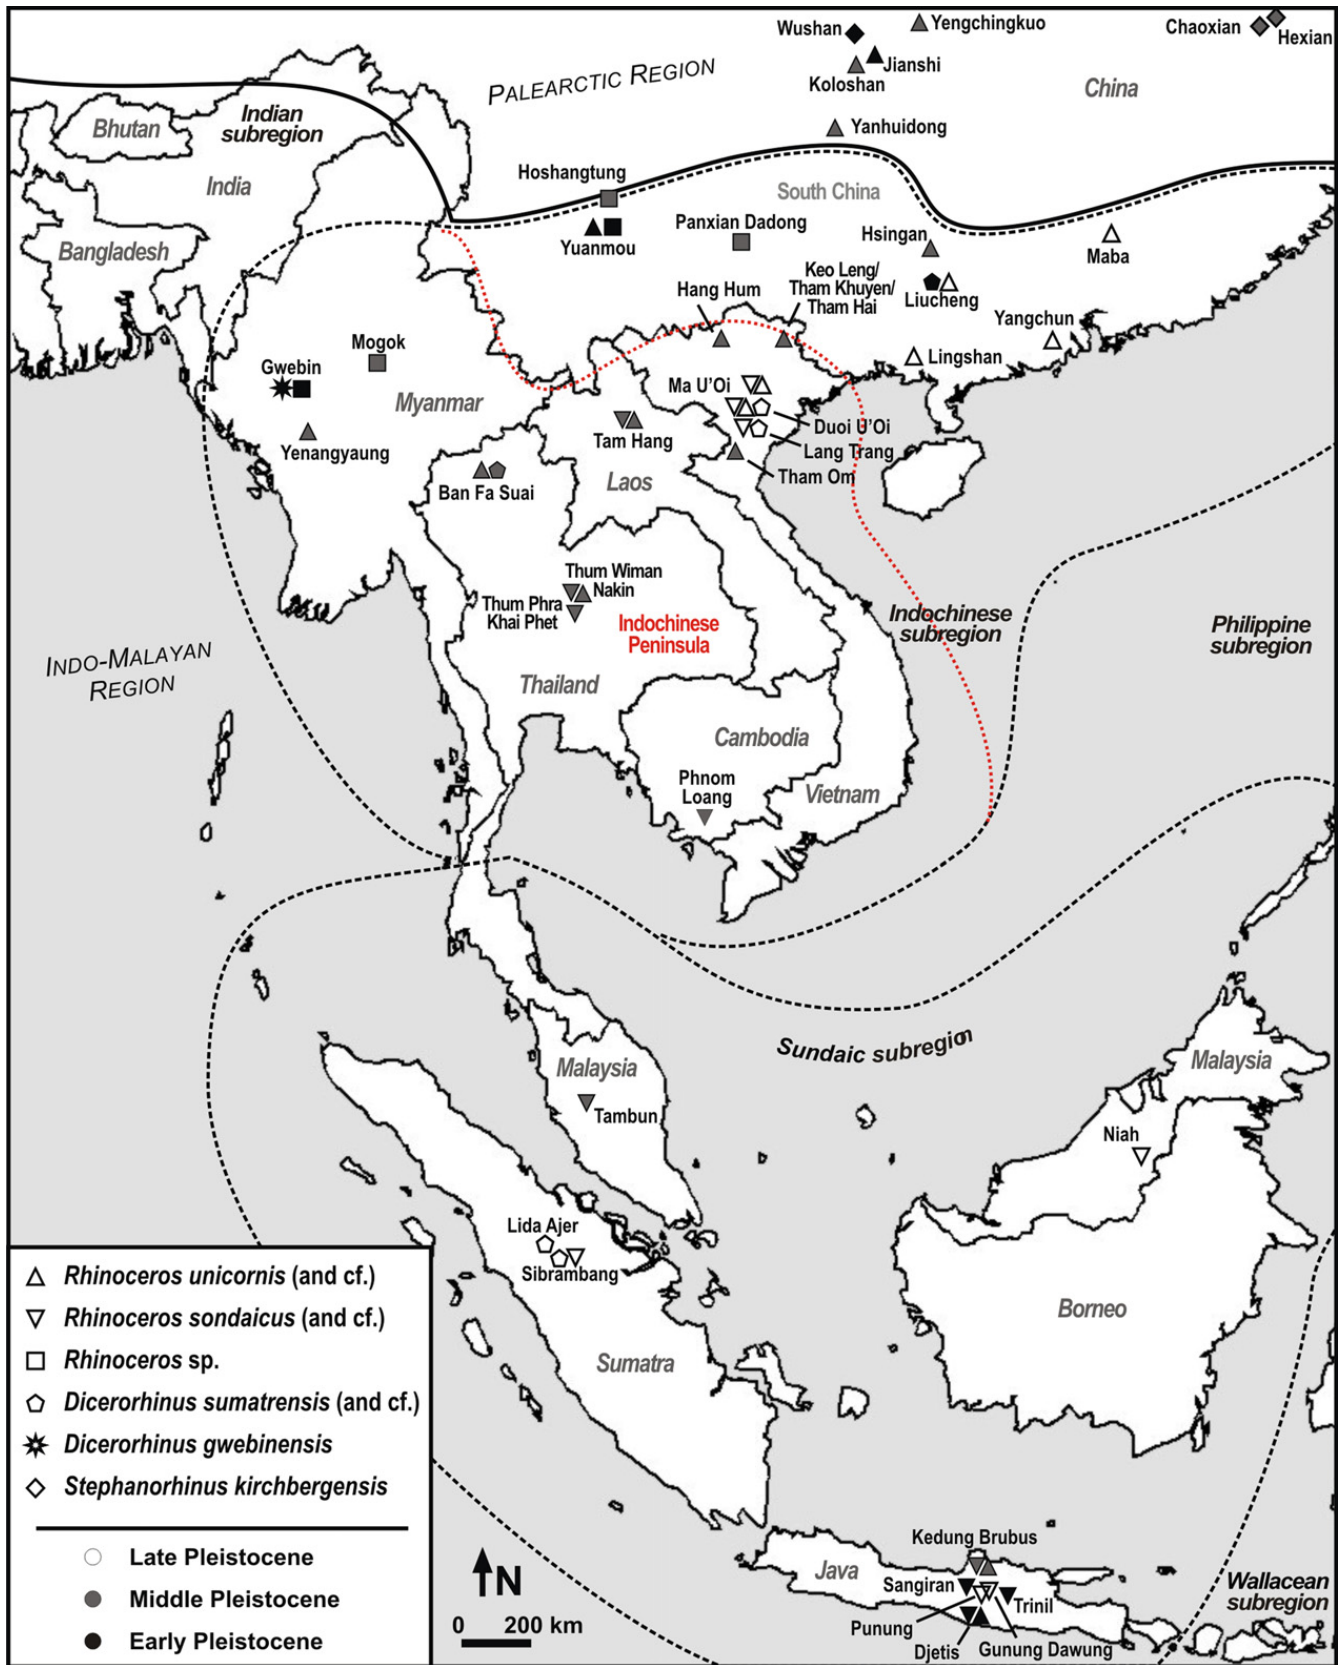 Wushan
Yengchingkuo
Chaoxian
Hexian
Jianshi
Koloshan
PALEARCTIC REGION
China
Bhutan
Indian
subregion
Yanhuidong
India
Hoshangtung
South China
Bangladesh
Yuanmou
Panxian Dadong
Hsingan
Maba
Keo Leng/
Tham Khuyen/
Tham Hai
Hang Hum
Liucheng
Yangchun
Mogok
Gwebin
Lingshan
Myanmar
Ma U'Oi
Yenangyaung
Tam Hang
Duoi U'Oi
Lang Trang
Tham Om
Ban Fa Suai
Laos
Thum Wiman
Nakin
Thum Phra
Khai Phet
Indochinese
Peninsula
Indochinese
subregion
Philippine
subregion
INDO-MALAYAN
REGION
Thailand
Cambodia
Phnom
Loang
Vietnam
Sundaic subregion
Malaysia
Malaysia
Tambun
Niah
Lida Ajer
Sibrambang
Borneo
Sumatra
Rhinoceros unicornis (and cf.)
Rhinoceros sondaicus (and cf.)
Rhinoceros sp.
Dicerorhinus sumatrensis (and cf.)
Dicerorhinus gwebinensis
Stephanorhinus kirchbergensis
Late Pleistocene
Middle Pleistocene
Early Pleistocene
N
0 200 km
Kedung Brubus
Java
Sangiran
Trinil
Punung
Djetis
Gunung Dawung
Wallacean
subregion